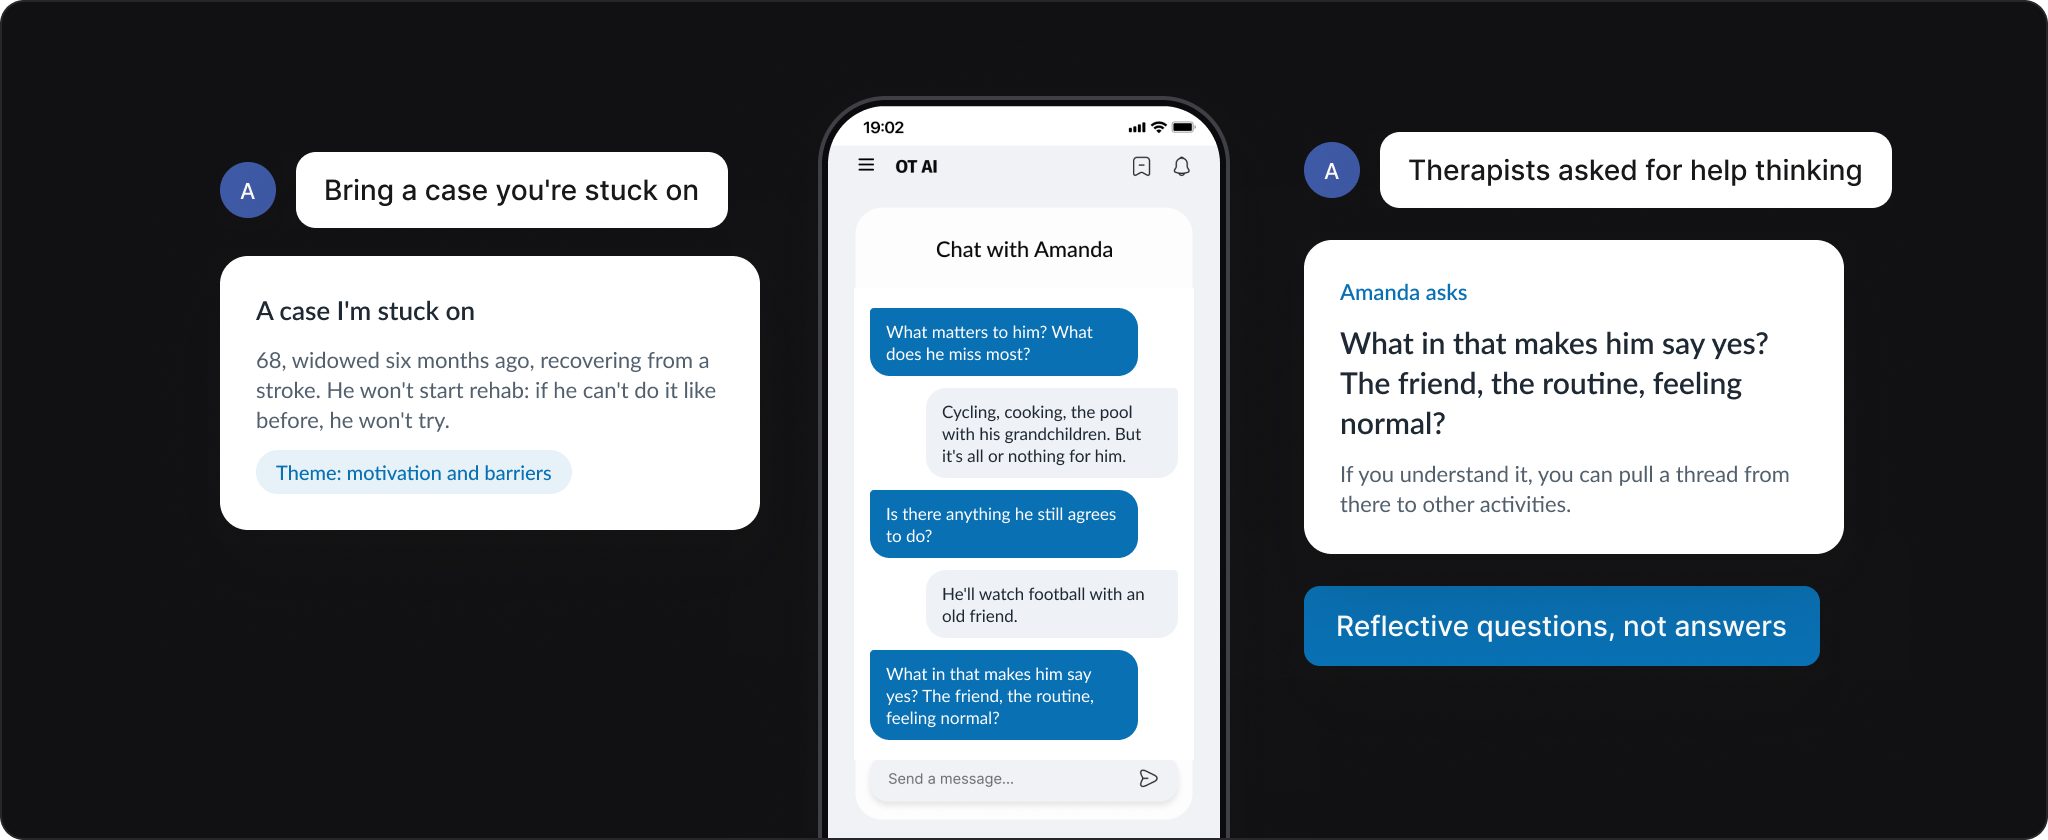 A
Bring a case you're stuck on
A case I'm stuck on
68, widowed six months ago, recovering from a
stroke. He won't start rehab: if he can't do it like
before, he won't try.
Theme: motivation and barriers
19:02
OT AI
Chat with Amanda
What matters to him? What
does he miss most?
Cycling, cooking, the pool
with his grandchildren. But
it's all or nothing for him.
Is there anything he still agrees
to do?
He'll watch football with an
old friend.
What in that makes him say
yes? The friend, the routine,
feeling normal?
Send a message...
A
Therapists asked for help thinking
Amanda asks
What in that makes him say yes?
The friend, the routine, feeling
normal?
If you understand it, you can pull a thread from
there to other activities.
Reflective questions, not answers